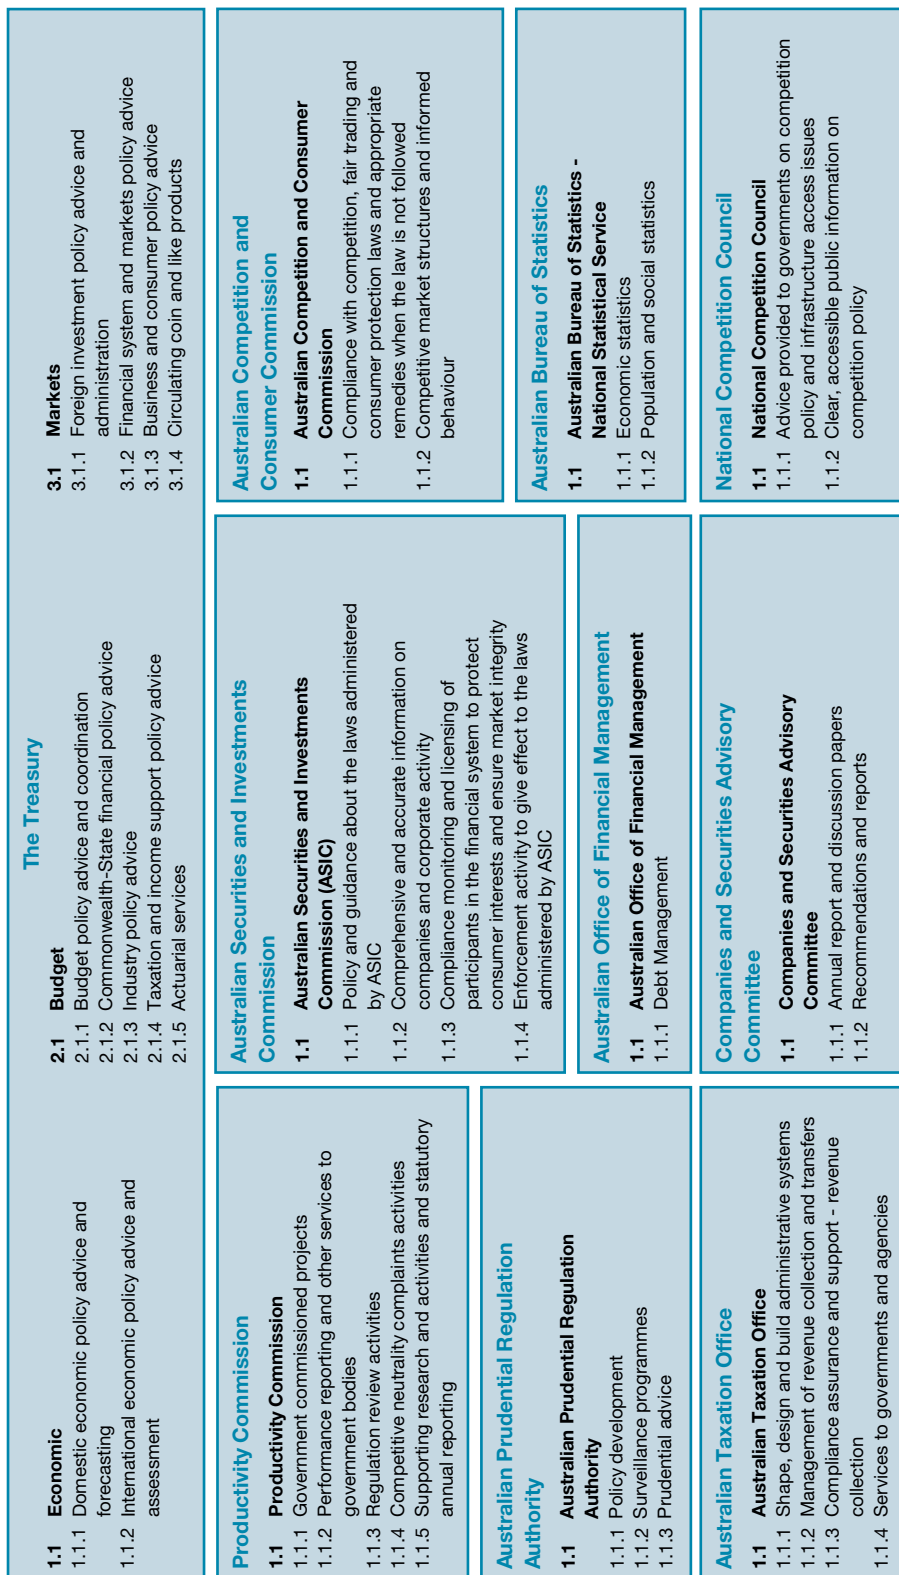 The Treasury
1.1 Economic
1.1.1 Domestic economic policy advice and
forecasting
1.1.2 International economic policy advice and
assessment
2.1 Budget
2.1.1 Budget policy advice and coordination
2.1.2 Commonwealth-State financial policy advice
2.1.3 Industry policy advice
2.1.4 Taxation and income support policy advice
2.1.5 Actuarial services
3.1 Markets
3.1.1 Foreign investment policy advice and
administration
3.1.2 Financial system and markets policy advice
3.1.3 Business and consumer policy advice
3.1.4 Circulating coin and like products
Productivity Commission
1.1 Productivity Commission
1.1.1 Government commissioned projects
1.1.2 Performance reporting and other services to
government bodies
1.1.3 Regulation review activities
1.1.4 Competitive neutrality complaints activities
1.1.5 Supporting research and activities and statutory
annual reporting
Australian Securities and Investments
Commission
1.1 Australian Securities and Investments
Commission (ASIC)
1.1.1 Policy and guidance about the laws administered
by ASIC
1.1.2 Comprehensive and accurate information on
companies and corporate activity
1.1.3 Compliance monitoring and licensing of
participants in the financial system to protect
consumer interests and ensure market integrity
1.1.4 Enforcement activity to give effect to the laws
administered by ASIC
Australian Competition and
Consumer Commission
1.1 Australian Competition and Consumer
Commission
1.1.1 Compliance with competition, fair trading and
consumer protection laws and appropriate
remedies when the law is not followed
1.1.2 Competitive market structures and informed
behaviour
Australian Prudential Regulation
Authority
1.1 Australian Prudential Regulation
Authority
1.1.1 Policy development
1.1.2 Surveillance programmes
1.1.3 Prudential advice
Australian Office of Financial Management
1.1 Australian Office of Financial Management
1.1.1 Debt Management
Australian Bureau of Statistics
1.1 Australian Bureau of Statistics -
National Statistical Service
1.1.1 Economic statistics
1.1.2 Population and social statistics
Australian Taxation Office
1.1 Australian Taxation Office
1.1.1 Shape, design and build administrative systems
1.1.2 Management of revenue collection and transfers
1.1.3 Compliance assurance and support - revenue
collection
1.1.4 Services to governments and agencies
Companies and Securities Advisory
Committee
1.1 Companies and Securities Advisory
Committee
1.1.1 Annual report and discussion papers
1.1.2 Recommendations and reports
National Competition Council
1.1 National Competition Council
1.1.1 Advice provided to governments on competition
policy and infrastructure access issues
1.1.2 Clear, accessible public information on
competition policy